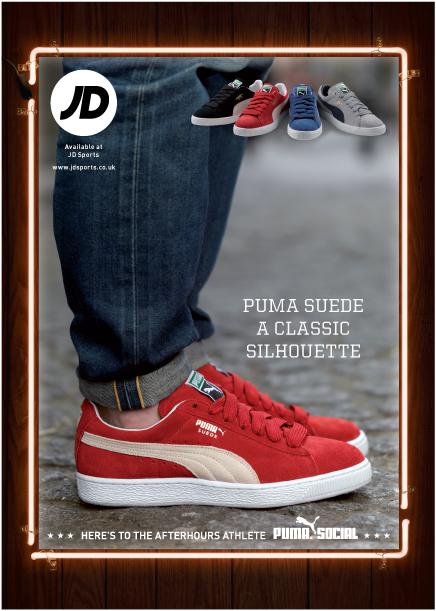 JD
Available at
JD Sports
www.jdsports.co.uk
PUMA SUEDE
A CLASSIC
SILHOUETTE
PUMA
SUEDE
★ ★ ★ HERE'S TO THE AFTERHOURS ATHLETE PUMA SOCIAL ★ ★ ★